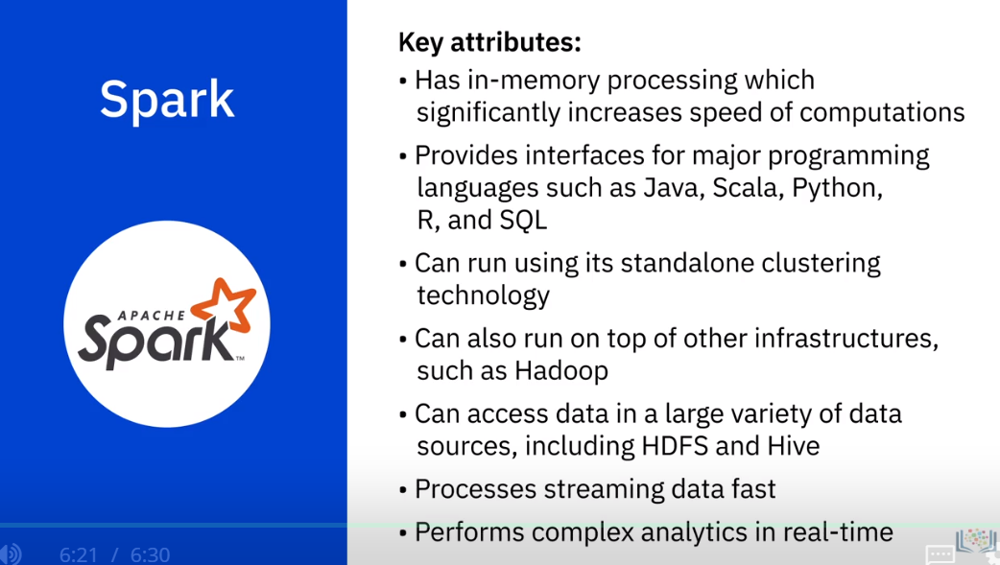 Spark
APACHE
Spark™
Key attributes:
• Has in-memory processing which
significantly increases speed of computations
• Provides interfaces for major programming
languages such as Java, Scala, Python,
R, and SQL
• Can run using its standalone clustering
technology
• Can also run on top of other infrastructures,
such as Hadoop
• Can access data in a large variety of data
sources, including HDFS and Hive
• Processes streaming data fast
• Performs complex analytics in real-time
6:21 / 6:30